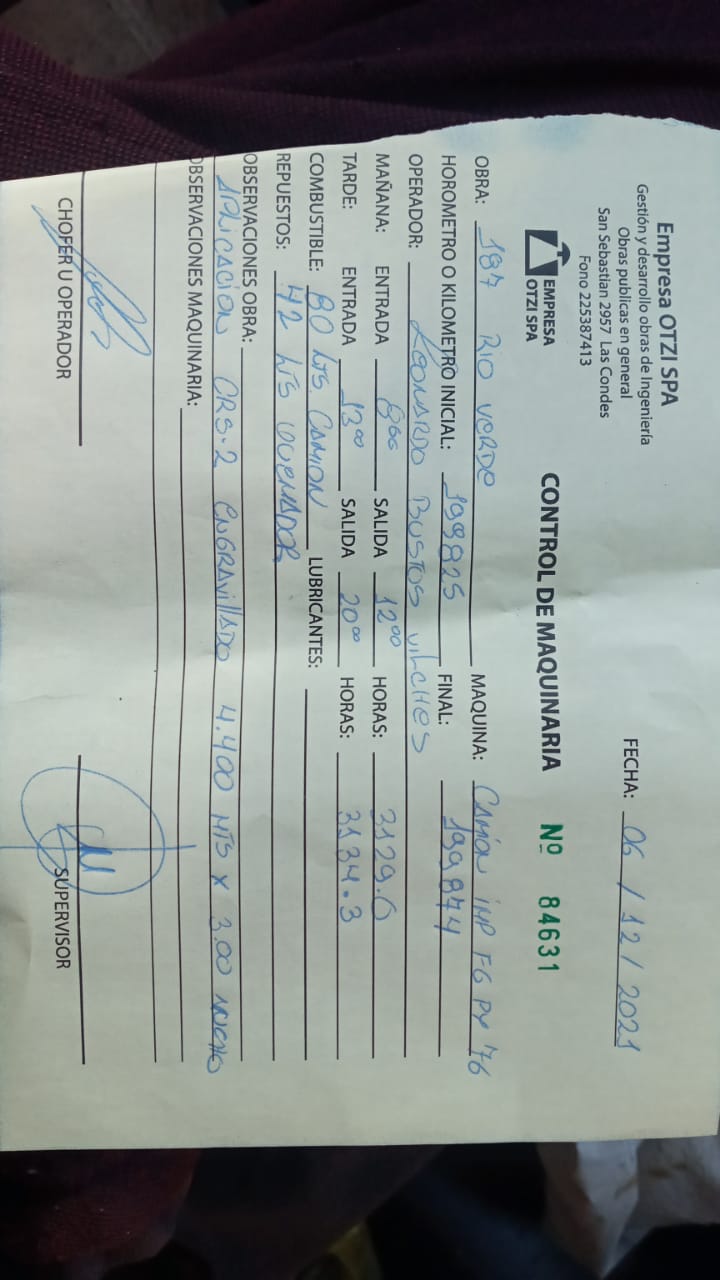 Empresa OTZI SPA
Gestión y desarrollo obras de Ingeniería
Obras publicas en general
San Sebastian 2957 Las Condes
Fono 225387413
EMPRESA
OTZI SPA
FECHA: 06 / 12 / 2021
CONTROL DE MAQUINARIA Nº 84631
OBRA: 187 RIO VERDE MAQUINA: CAMION IMP FG PY 76
HOROMETRO O KILOMETRO INICIAL: 199825 FINAL: 199874
OPERADOR: LEONARDO BUSTOS VILCHES
MAÑANA: ENTRADA 8:00 SALIDA 12:00 HORAS: 3129.0
TARDE: ENTRADA 13:00 SALIDA 20:00 HORAS: 3134.3
COMBUSTIBLE: 80 LTS. CAMION LUBRICANTES:
REPUESTOS: 42 LTS QUEMADOR
OBSERVACIONES OBRA:
APLICACION CRS-2 ENGRAVILLADO 4.400 MTS X 3.00 ANCHO
OBSERVACIONES MAQUINARIA:
CHOFER U OPERADOR SUPERVISOR